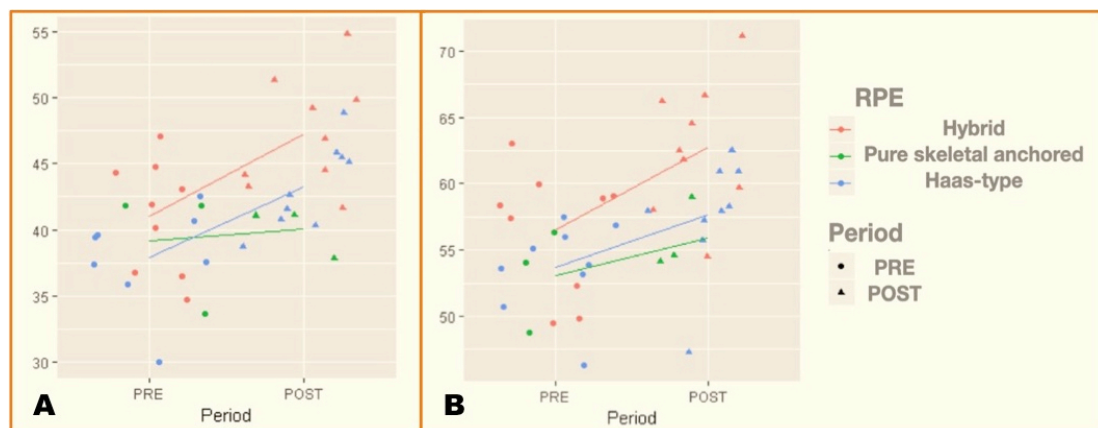 55
50
45
40
35
30
PRE
POST
Period
A
70
65
60
55
50
PRE
POST
Period
B
RPE
Hybrid
Pure skeletal anchored
Haas-type
Period
PRE
POST